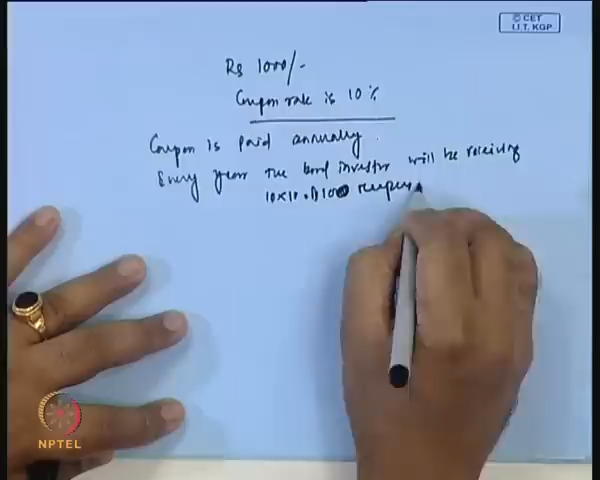 © CET
I.I.T. KGP
Rs 1000/-
Coupon rate is 10%
Coupon is paid annually.
Every year the bond investor will be receiving
NPTEL